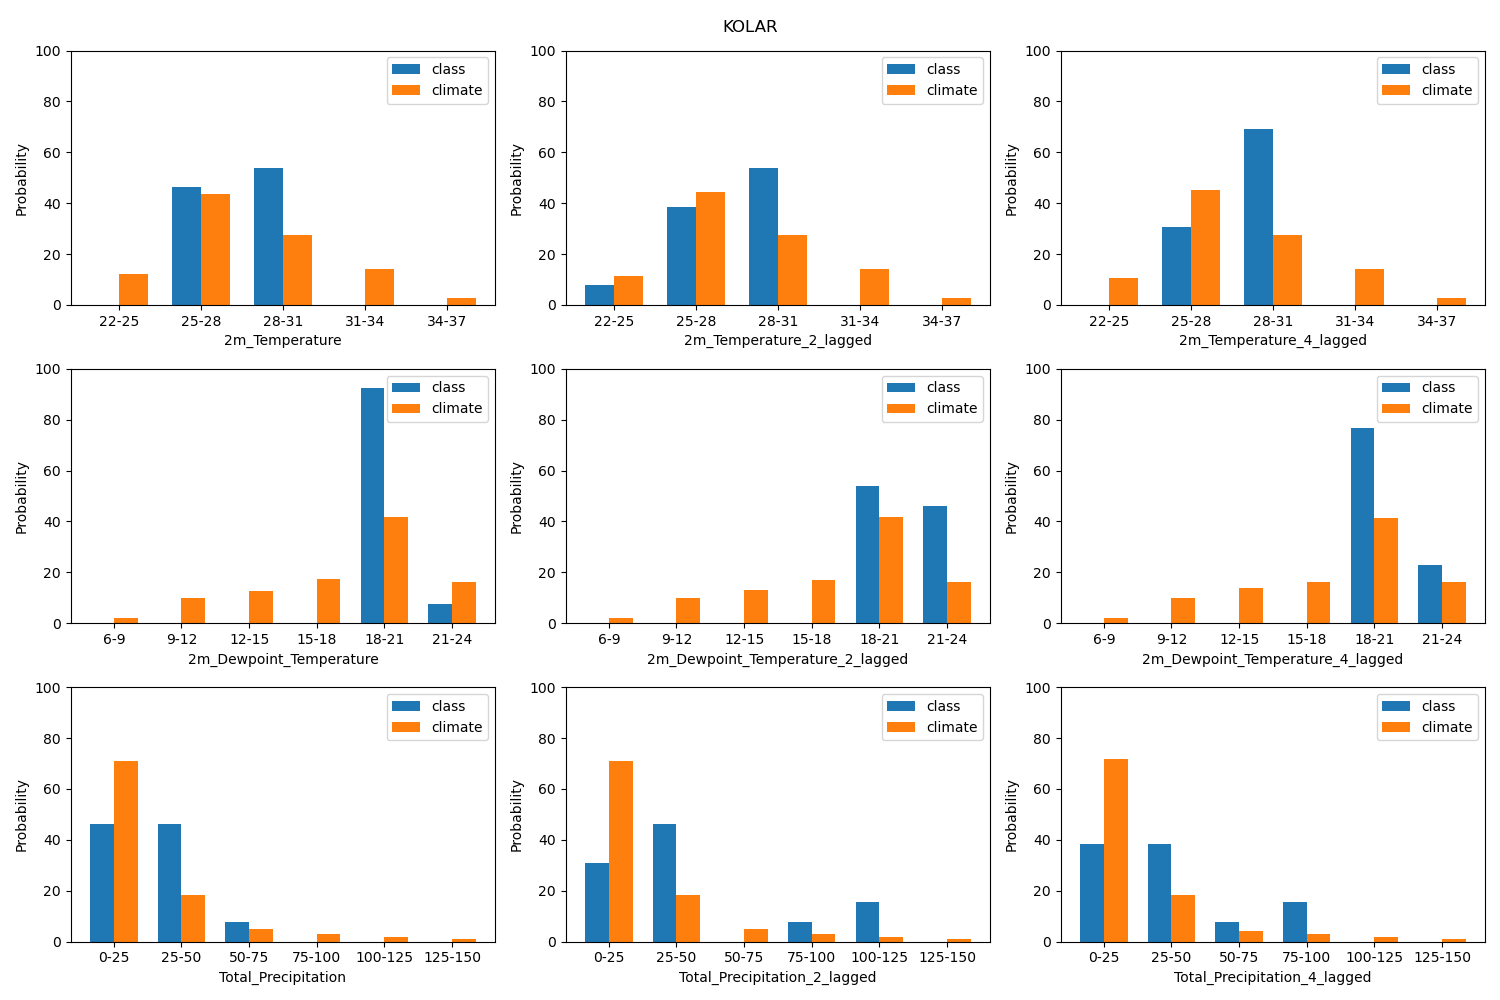 KOLAR
100
80
60
40
20
0
Probability
class
climate
22-25 25-28 28-31 31-34 34-37
2m_Temperature
100
80
60
40
20
0
Probability
class
climate
22-25 25-28 28-31 31-34 34-37
2m_Temperature_2_lagged
100
80
60
40
20
0
Probability
class
climate
22-25 25-28 28-31 31-34 34-37
2m_Temperature_4_lagged
100
80
60
40
20
0
Probability
class
climate
6-9 9-12 12-15 15-18 18-21 21-24
2m_Dewpoint_Temperature
100
80
60
40
20
0
Probability
class
climate
6-9 9-12 12-15 15-18 18-21 21-24
2m_Dewpoint_Temperature_2_lagged
100
80
60
40
20
0
Probability
class
climate
6-9 9-12 12-15 15-18 18-21 21-24
2m_Dewpoint_Temperature_4_lagged
100
80
60
40
20
0
Probability
class
climate
0-25 25-50 50-75 75-100 100-125 125-150
Total_Precipitation
100
80
60
40
20
0
Probability
class
climate
0-25 25-50 50-75 75-100 100-125 125-150
Total_Precipitation_2_lagged
100
80
60
40
20
0
Probability
class
climate
0-25 25-50 50-75 75-100 100-125 125-150
Total_Precipitation_4_lagged